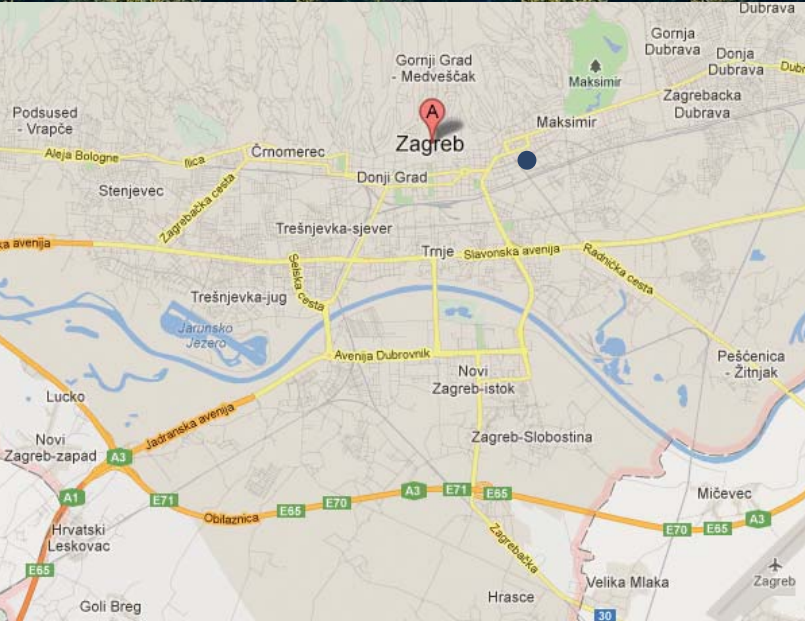 Dubrava
Gornja
Dubrava
Donja
Dubrava
Dubr
Gornji Grad
- Medveščak
Maksimir
Zagrebacka
Dubrava
Podsused
- Vrapče
A
Maksimir
Zagreb
Aleja Bologne
Ilica
Črnomerec
Donji Grad
Stenjevec
Zagrebačka cesta
Trešnjevka-sjever
ka avenija
Trnje
Slavonska avenija
Radnička cesta
Selska cesta
Trešnjevka-jug
Jarunsko
Jezero
Avenija Dubrovnik
Pešćenica
- Žitnjak
Novi
Zagreb-istok
Lucko
Jadranska avenija
Novi
Zagreb-zapad
A3
Zagreb-Slobostina
A1
E71
E65
E70
A3
E71
E65
Mičevec
Obilaznica
E70
E65
A3
Hrvatski
Leskovac
Zagrebačka
E65
Velika Mlaka
Zagreb
Hrasce
Goli Breg
30